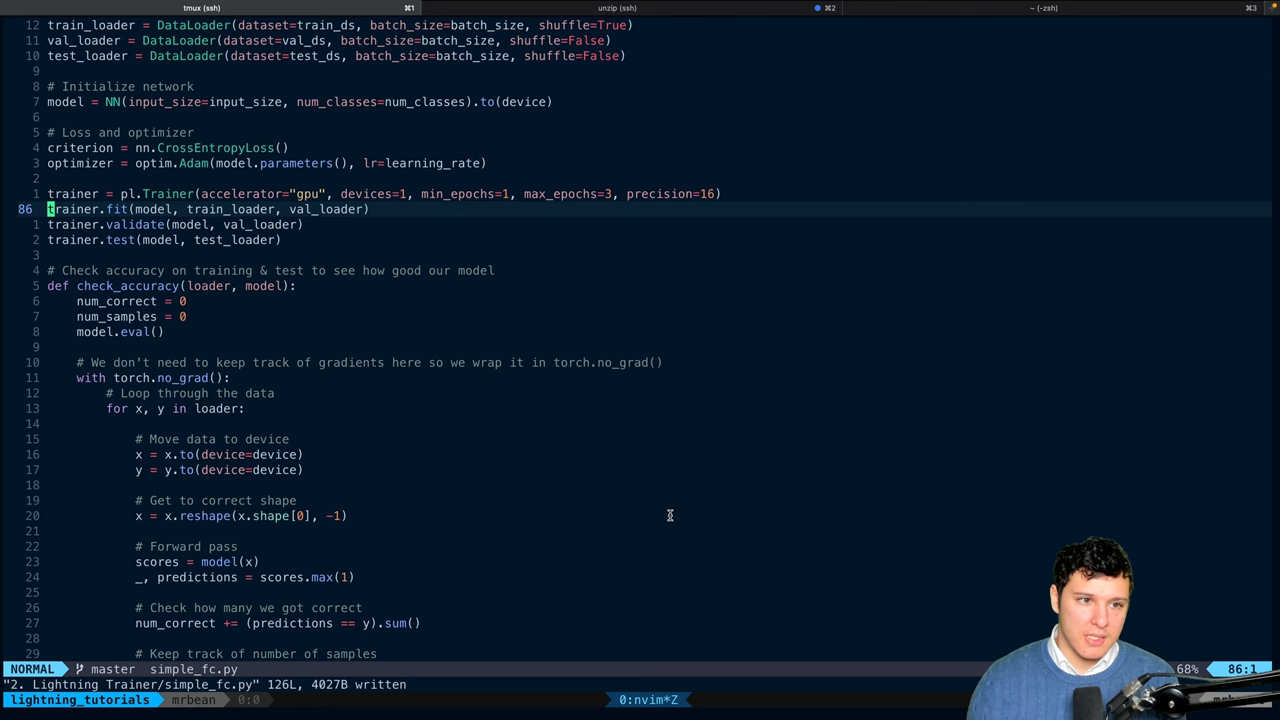 tmux (ssh) ⌘1 unzip (ssh) ⌘2 ~ (-zsh) ⌘3
12 train_loader = DataLoader(dataset=train_ds, batch_size=batch_size, shuffle=True)
11 val_loader = DataLoader(dataset=val_ds, batch_size=batch_size, shuffle=False)
10 test_loader = DataLoader(dataset=test_ds, batch_size=batch_size, shuffle=False)
9
8 # Initialize network
7 model = NN(input_size=input_size, num_classes=num_classes).to(device)
6
5 # Loss and optimizer
4 criterion = nn.CrossEntropyLoss()
3 optimizer = optim.Adam(model.parameters(), lr=learning_rate)
2
1 trainer = pl.Trainer(accelerator="gpu", devices=1, min_epochs=1, max_epochs=3, precision=16)
86 trainer.fit(model, train_loader, val_loader)
1 trainer.validate(model, val_loader)
2 trainer.test(model, test_loader)
3
4 # Check accuracy on training & test to see how good our model
5 def check_accuracy(loader, model):
6 num_correct = 0
7 num_samples = 0
8 model.eval()
9
10 # We don't need to keep track of gradients here so we wrap it in torch.no_grad()
11 with torch.no_grad():
12 # Loop through the data
13 for x, y in loader:
14
15 # Move data to device
16 x = x.to(device=device)
17 y = y.to(device=device)
18
19 # Get to correct shape
20 x = x.reshape(x.shape[0], -1)
21
22 # Forward pass
23 scores = model(x)
24 _, predictions = scores.max(1)
25
26 # Check how many we got correct
27 num_correct += (predictions == y).sum()
28
29 # Keep track of number of samples
NORMAL master simple_fc.py 68% 86:1
"2. Lightning Trainer/simple_fc.py" 126L, 4027B written
lightning_tutorials mrbean 0:0 0:nvim*Z